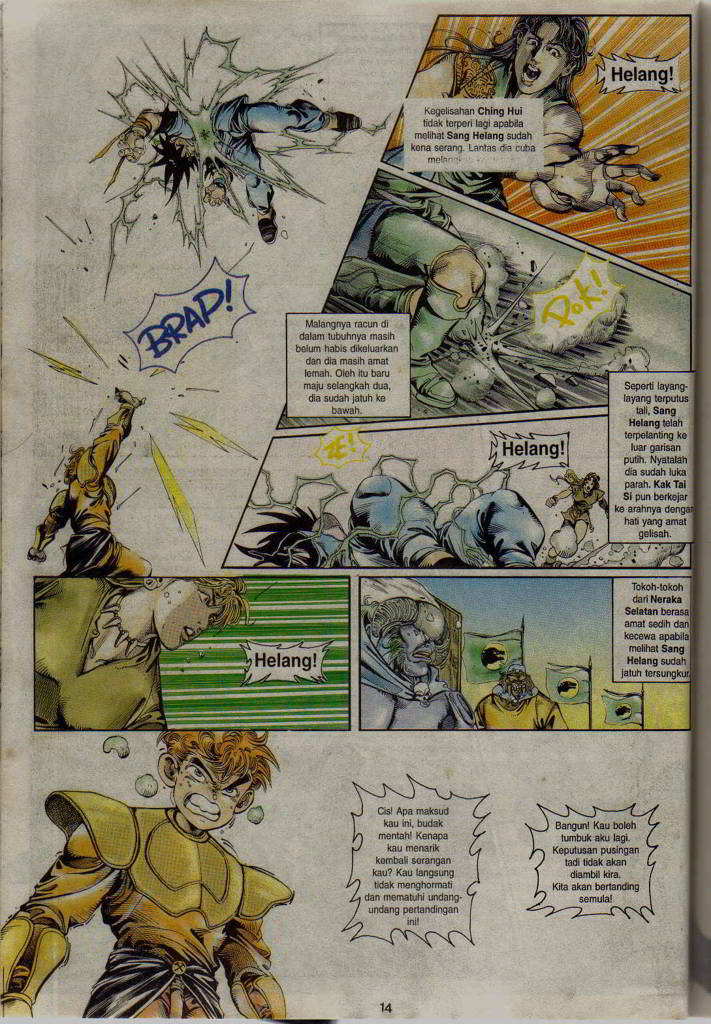 Helang!
Kegelisahan Ching Hui
tidak terperi lagi apabila
melihat Sang Helang sudah
kena serang. Lantas dia cuba
BRAP!
POK!
Malangnya racun di
dalam tubuhnya masih
belum habis dikeluarkan
dan dia masih amat
lemah. Oleh itu baru
maju selangkah dua,
dia sudah jatuh ke
bawah.
Helang!
Seperti layang-
layang terputus
tali, Sang
Helang telah
terpelanting ke
luar garisan
putih. Nyatalah
dia sudah luka
parah. Kak Tai
Si pun berkejar
ke arahnya dengan
hati yang amat
gelisah.
Helang!
Tokoh-tokoh
dari Neraka
Selatan berasa
amat sedih dan
kecewa apabila
melihat Sang
Helang sudah
jatuh tersungkur.
Cis! Apa maksud
kau ini, budak
mentah! Kenapa
kau menarik
kembali serangan
kau? Kau langsung
tidak menghormati
dan mematuhi undang-
undang pertandingan
ini!
Bangun! Kau boleh
tumbuk aku lagi.
Keputusan pusingan
tadi tidak akan
diambil kira.
Kita akan bertanding
semula!
14